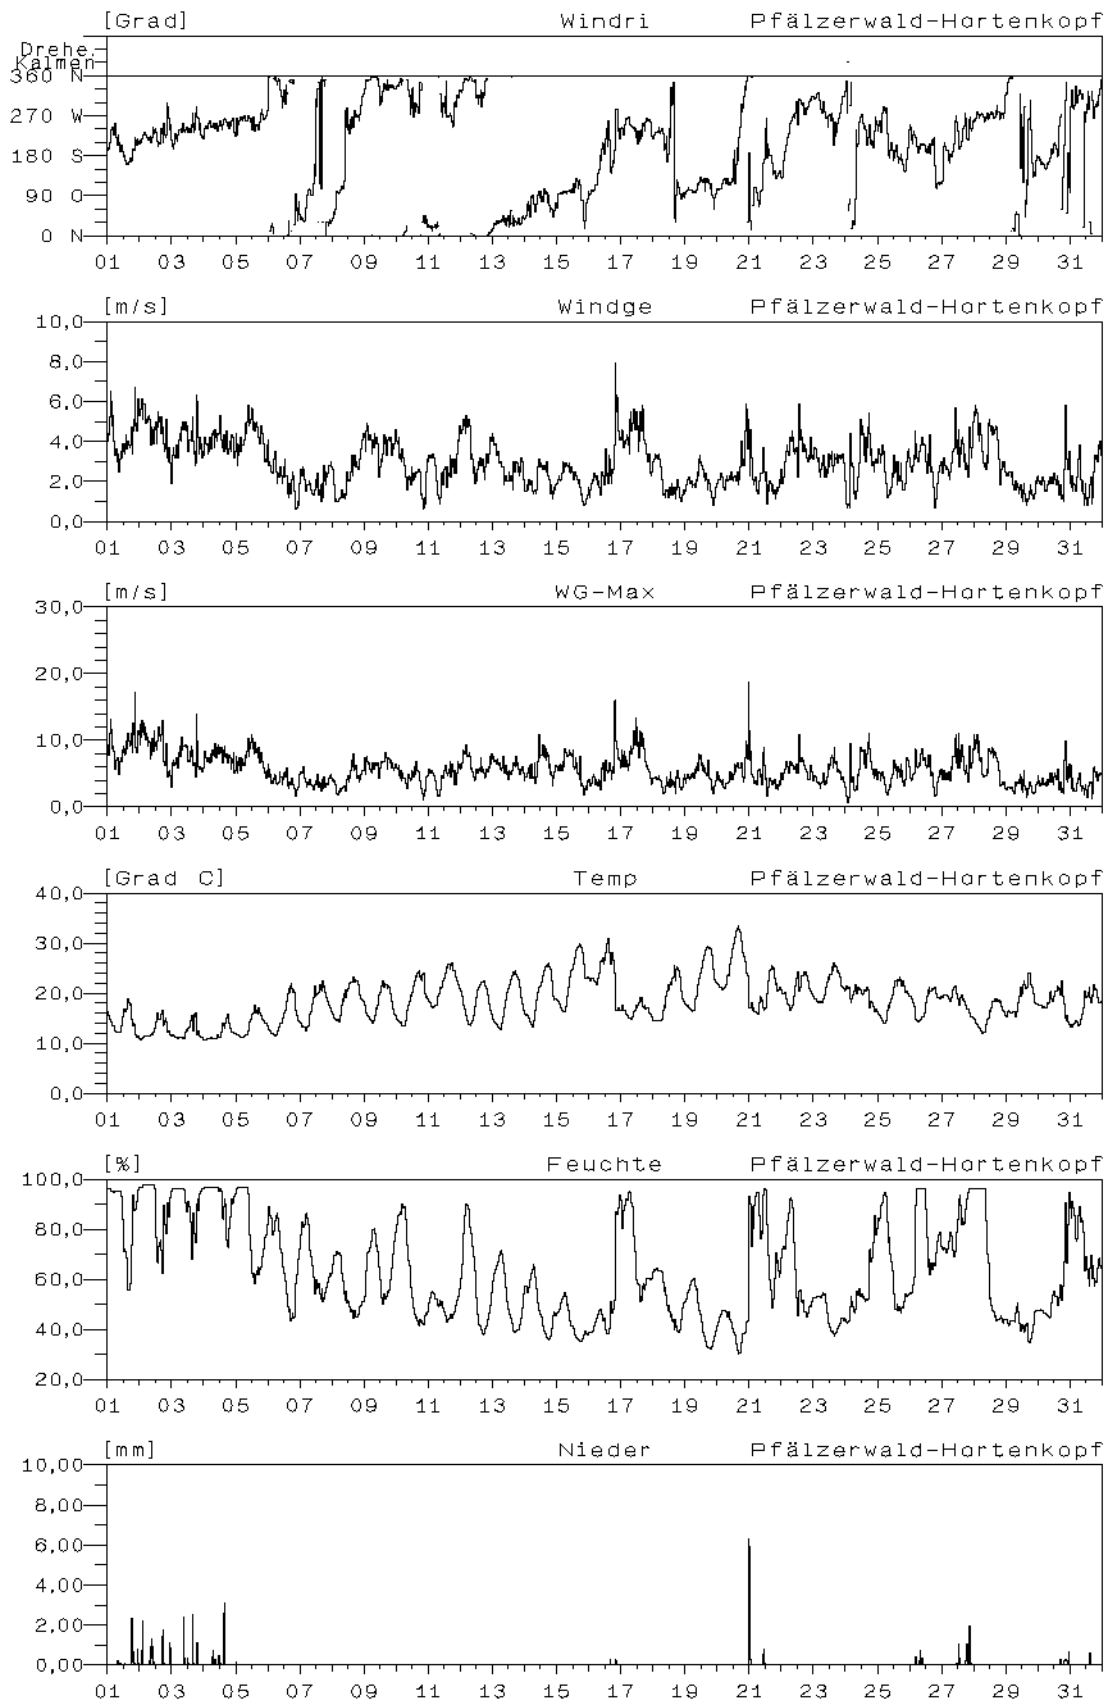 [Grad] Windri Pfälzerwald-Hortenkopf
Drehe.
Kalmen
360 N
270 W
180 S
90 O
0 N
01 03 05 07 09 11 13 15 17 19 21 23 25 27 29 31
[m/s] Windge Pfälzerwald-Hortenkopf
10,0
8,0
6,0
4,0
2,0
0,0
01 03 05 07 09 11 13 15 17 19 21 23 25 27 29 31
[m/s] WG-Max Pfälzerwald-Hortenkopf
30,0
20,0
10,0
0,0
01 03 05 07 09 11 13 15 17 19 21 23 25 27 29 31
[Grad C] Temp Pfälzerwald-Hortenkopf
40,0
30,0
20,0
10,0
0,0
01 03 05 07 09 11 13 15 17 19 21 23 25 27 29 31
[%] Feuchte Pfälzerwald-Hortenkopf
100,0
80,0
60,0
40,0
20,0
01 03 05 07 09 11 13 15 17 19 21 23 25 27 29 31
[mm] Nieder Pfälzerwald-Hortenkopf
10,00
8,00
6,00
4,00
2,00
0,00
01 03 05 07 09 11 13 15 17 19 21 23 25 27 29 31